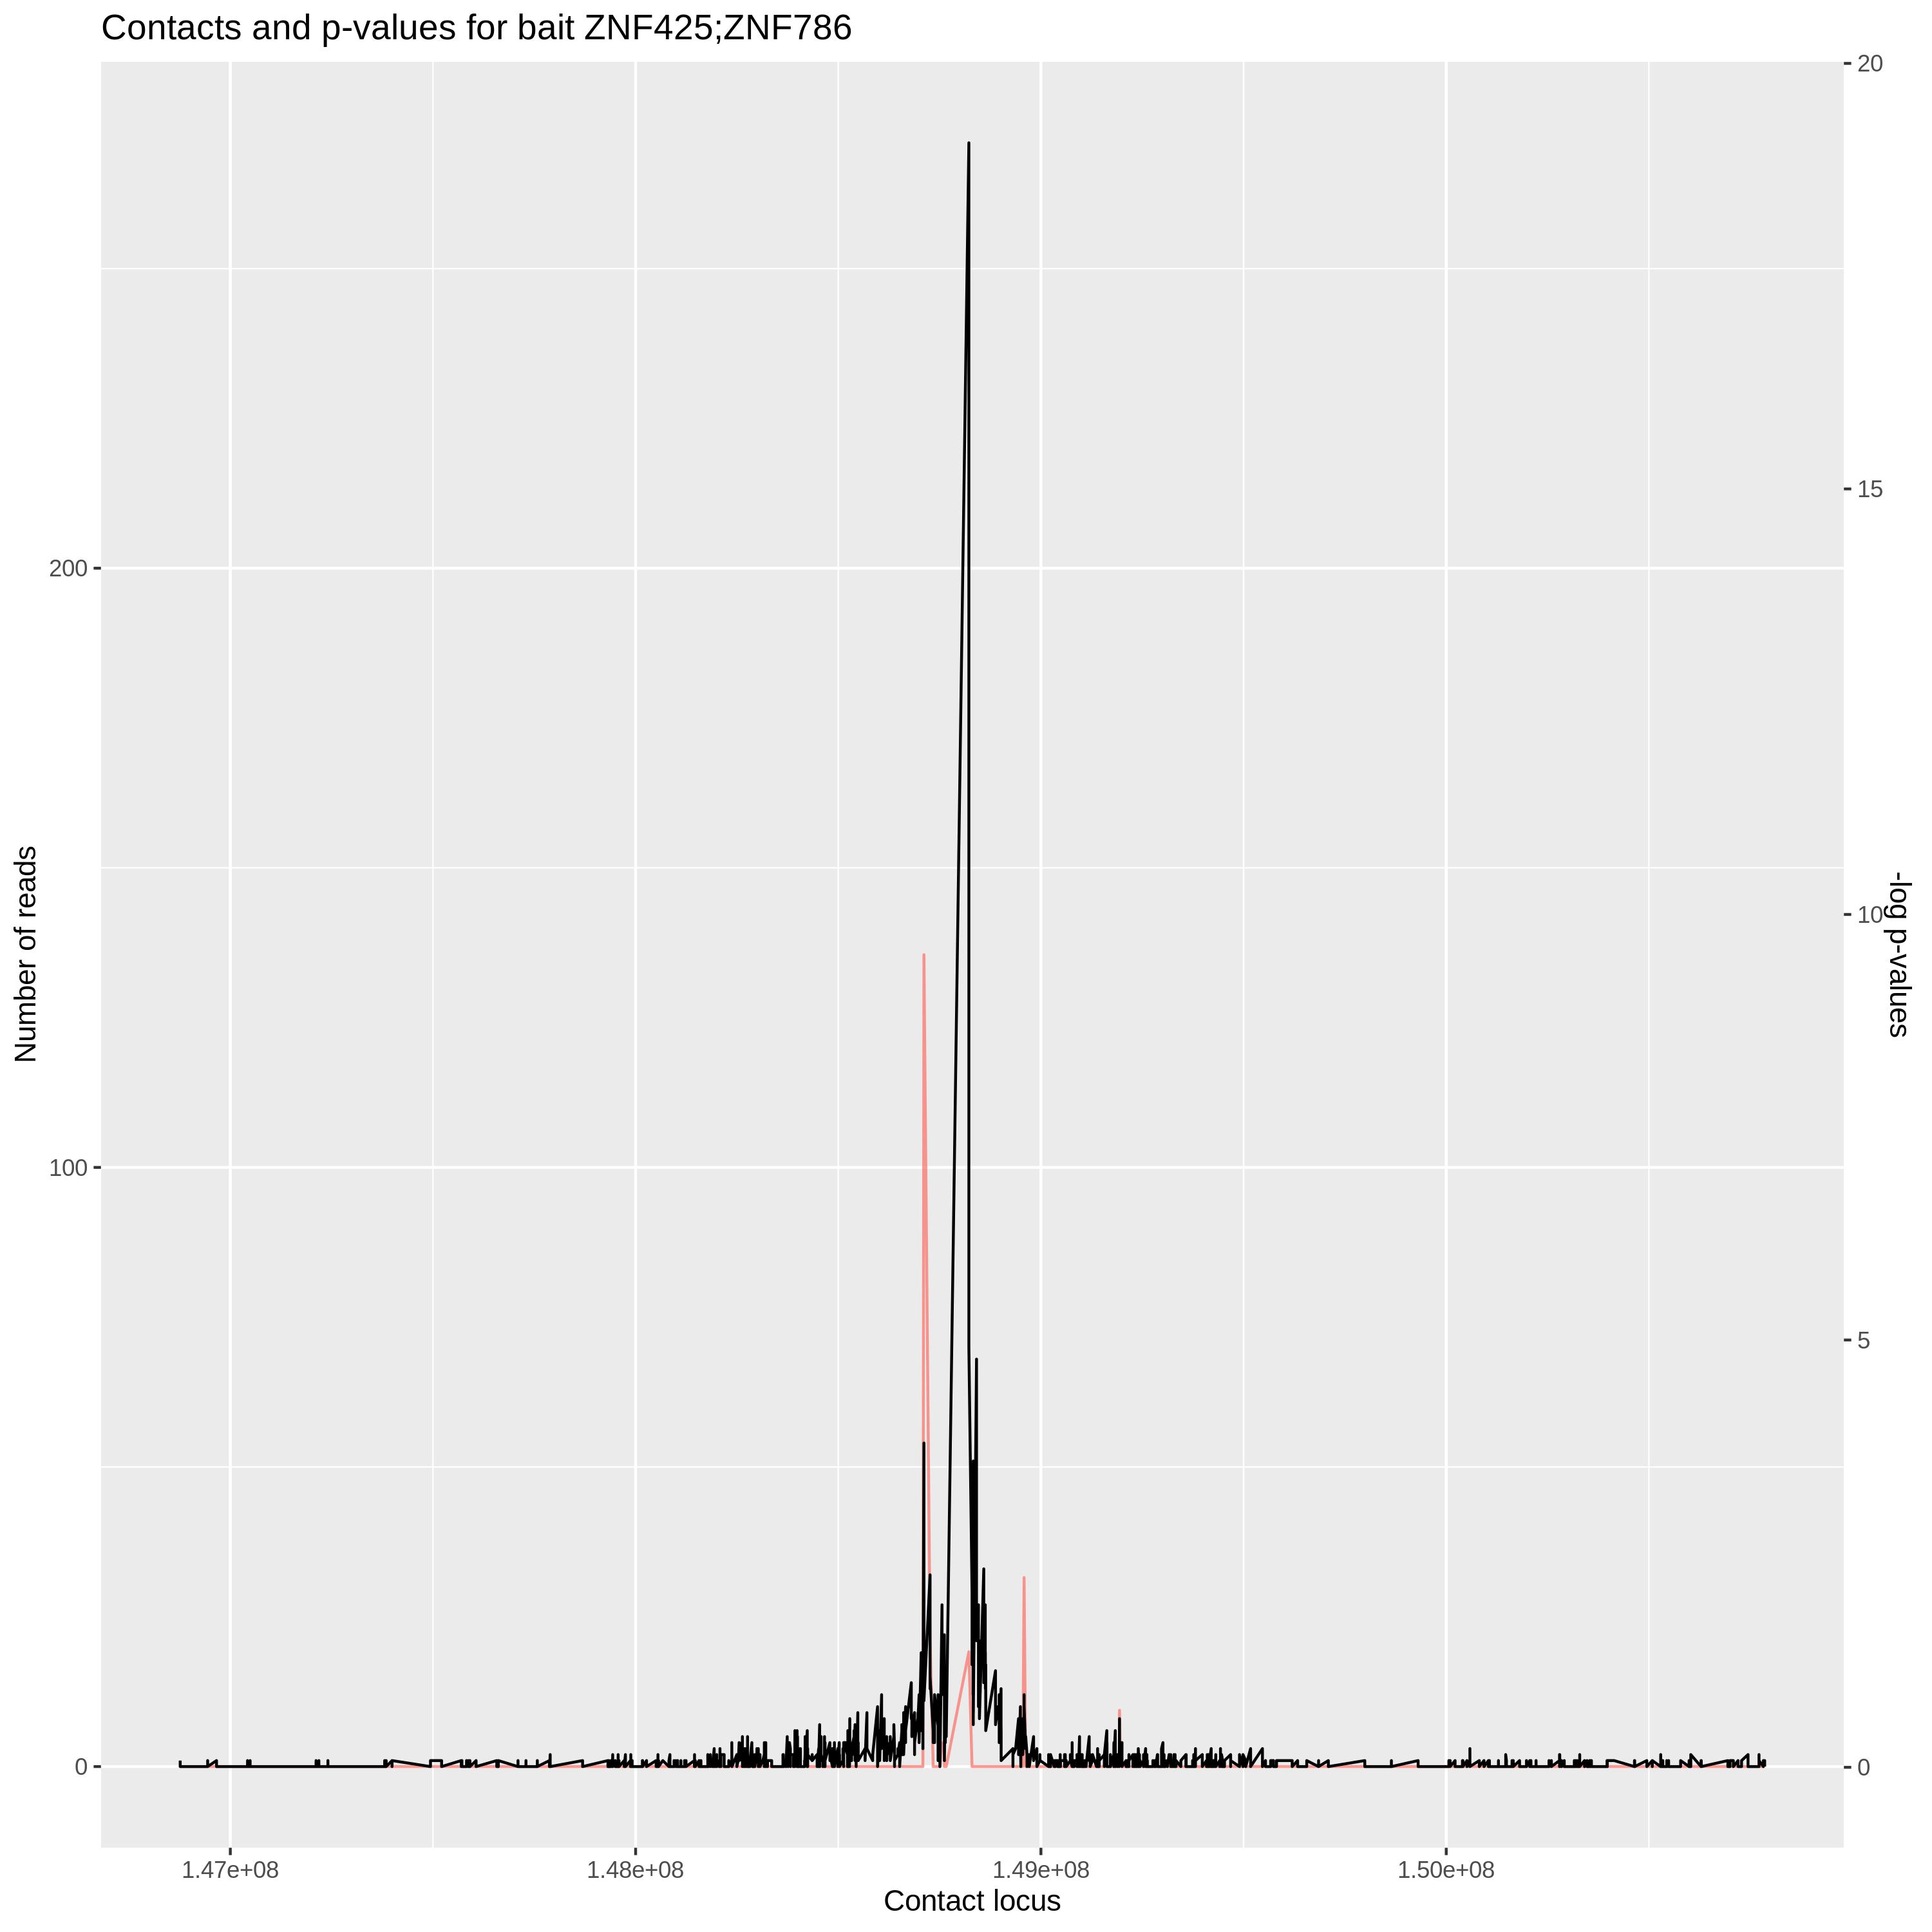 Contacts and p-values for bait ZNF425;ZNF786
Number of reads
200
100
0
20
15
10
5
0
-log p-values
1.47e+08
1.48e+08
1.49e+08
1.50e+08
Contact locus